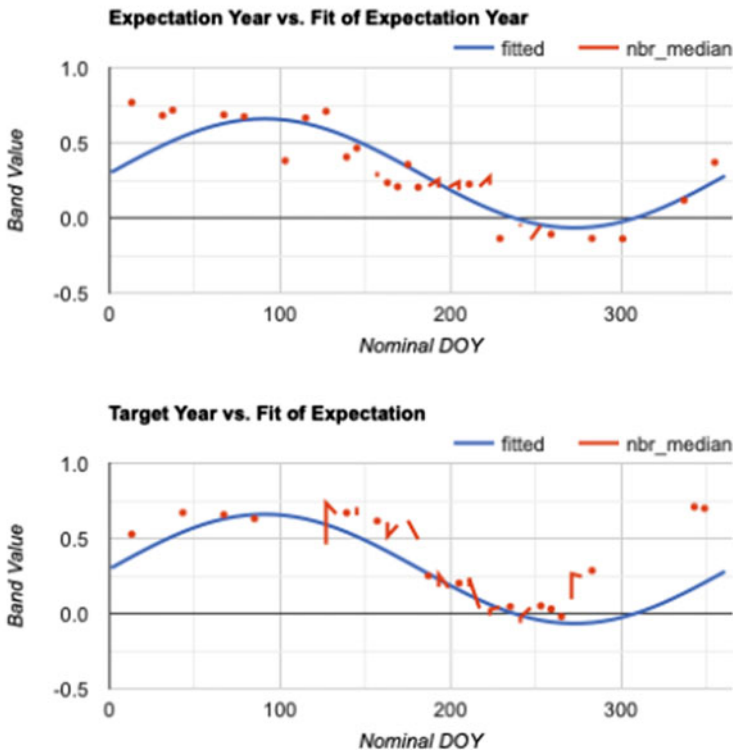 Expectation Year vs. Fit of Expectation Year
fitted nbr_median
1.0
0.5
0.0
-0.5
Band Value
0 100 200 300
Nominal DOY
Target Year vs. Fit of Expectation
fitted nbr_median
1.0
0.5
0.0
-0.5
Band Value
0 100 200 300
Nominal DOY